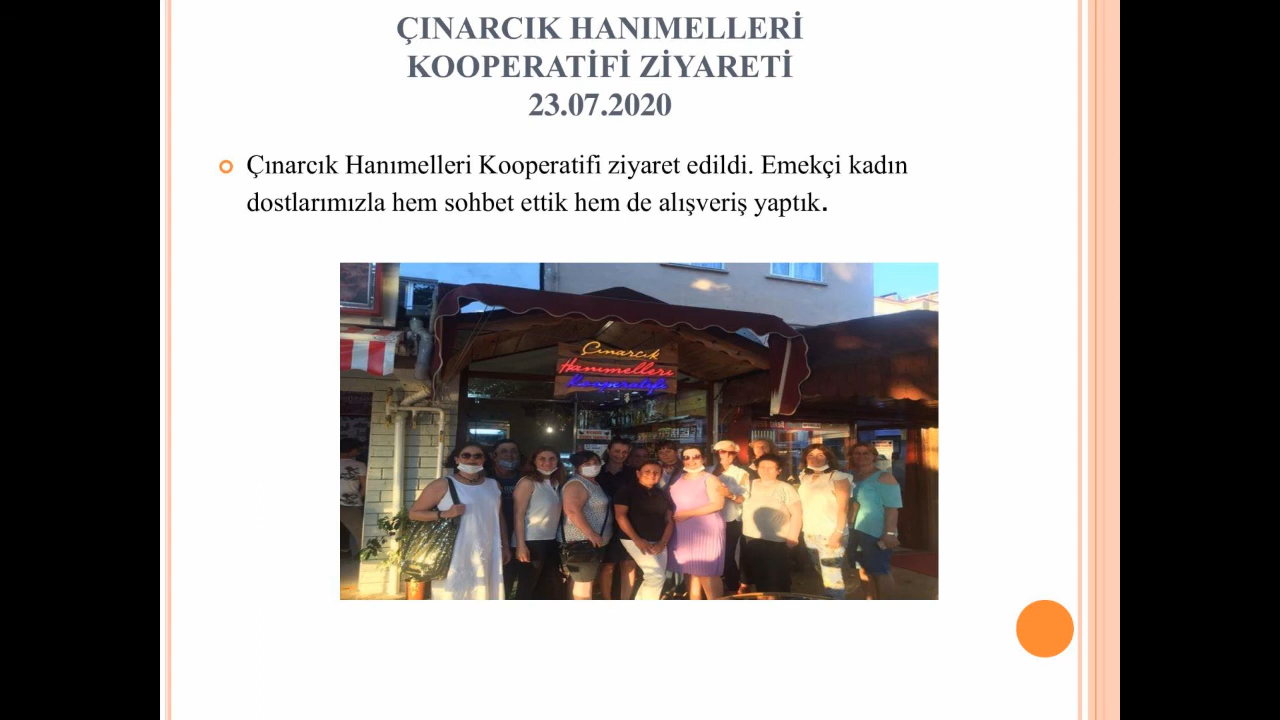 ÇINARCIK HANIMELLERİ
KOOPERATİFİ ZİYARETİ
23.07.2020
Çınarcık Hanımelleri Kooperatifi ziyaret edildi. Emekçi kadın
dostlarımızla hem sohbet ettik hem de alışveriş yaptık.
Çınarcık
Hanımelleri
Kooperatifi